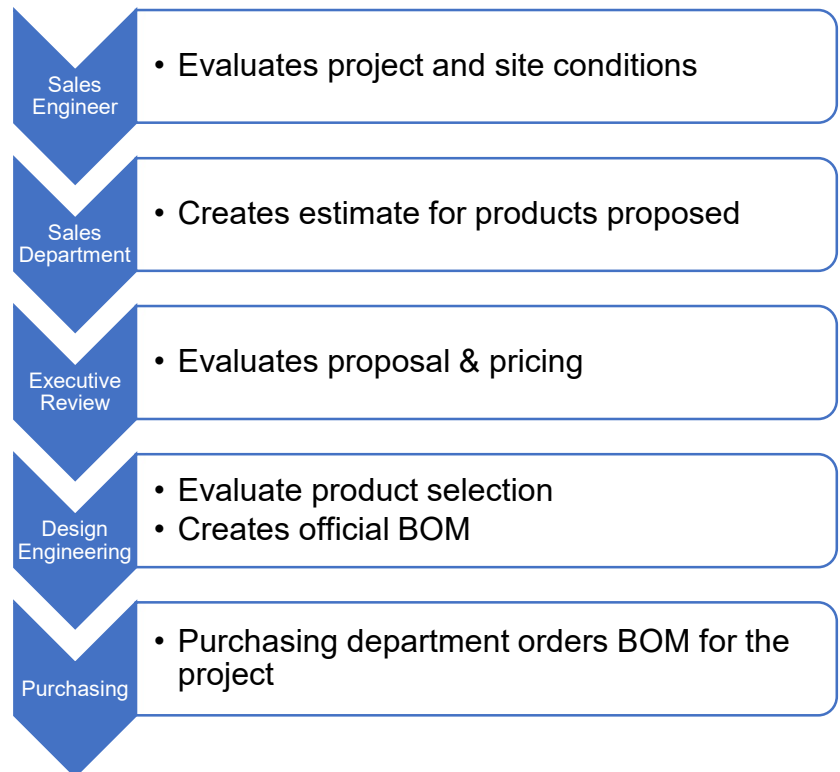 Sales
Engineer
• Evaluates project and site conditions
Sales
Department
• Creates estimate for products proposed
Executive
Review
• Evaluates proposal & pricing
Design
Engineering
• Evaluate product selection
• Creates official BOM
Purchasing
• Purchasing department orders BOM for the
project